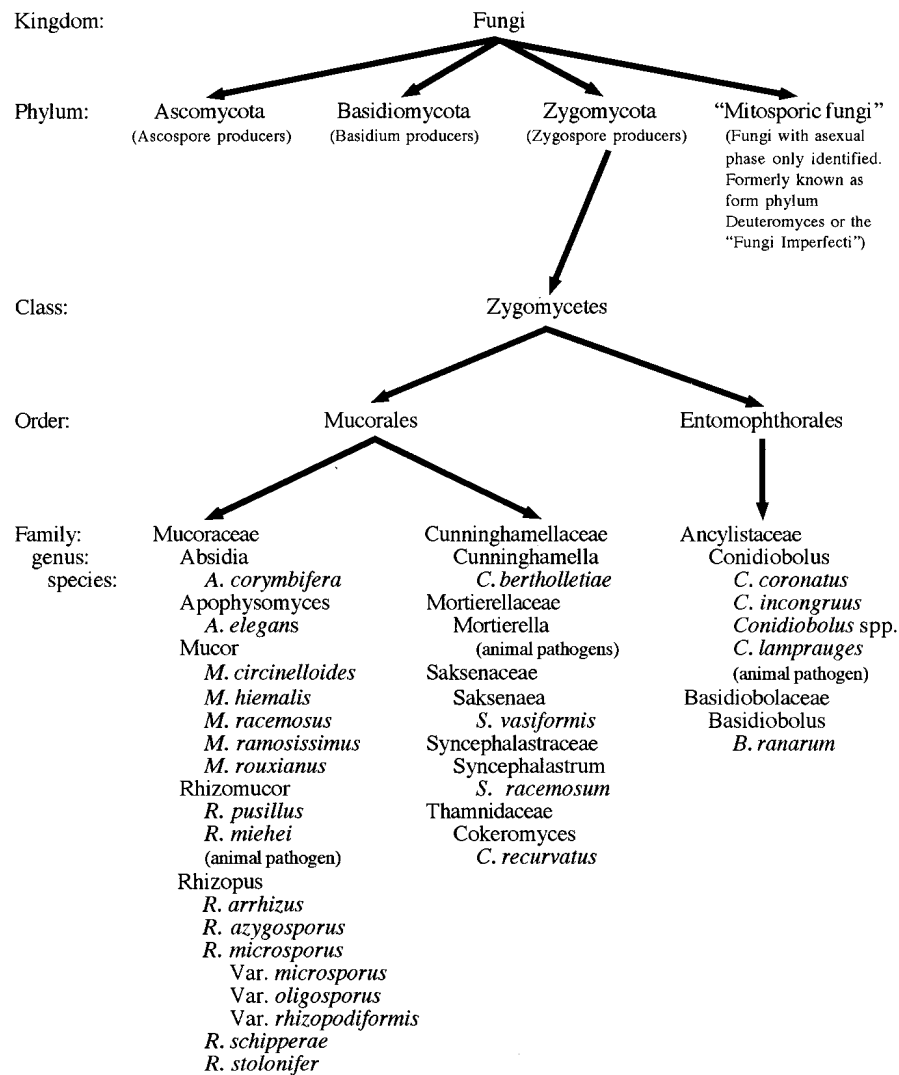 Kingdom: Fungi
Phylum: Ascomycota Basidiomycota Zygomycota “Mitosporic fungi”
(Ascospore producers) (Basidium producers) (Zygospore producers) (Fungi with asexual
phase only identified.
Formerly known as
form phylum
Deuteromyces or the
“Fungi Imperfecti”)
Class: Zygomycetes
Order: Mucorales Entomophthorales
Family: Mucoraceae Cunninghamellaceae Ancylistaceae
genus: Absidia Cunninghamella Conidiobolus
species: A. corymbifera C. bertholletiae C. coronatus
Apophysomyces Mortierellaceae C. incongruus
A. elegans Mortierella Conidiobolus spp.
Mucor (animal pathogens) C. lamprauges
M. circinelloides Saksenaceae (animal pathogen)
M. hiemalis Saksenaea Basidiobolaceae
M. racemosus S. vasiformis Basidiobolus
M. ramosissimus Syncephalastraceae B. ranarum
M. rouxianus Syncephalastrum
Rhizomucor S. racemosum
R. pusillus Thamnidaceae
R. miehei Cokeromyces
(animal pathogen) C. recurvatus
Rhizopus
R. arrhizus
R. azygosporus
R. microsporus
Var. microsporus
Var. oligosporus
Var. rhizopodiformis
R. schipperae
R. stolonifer